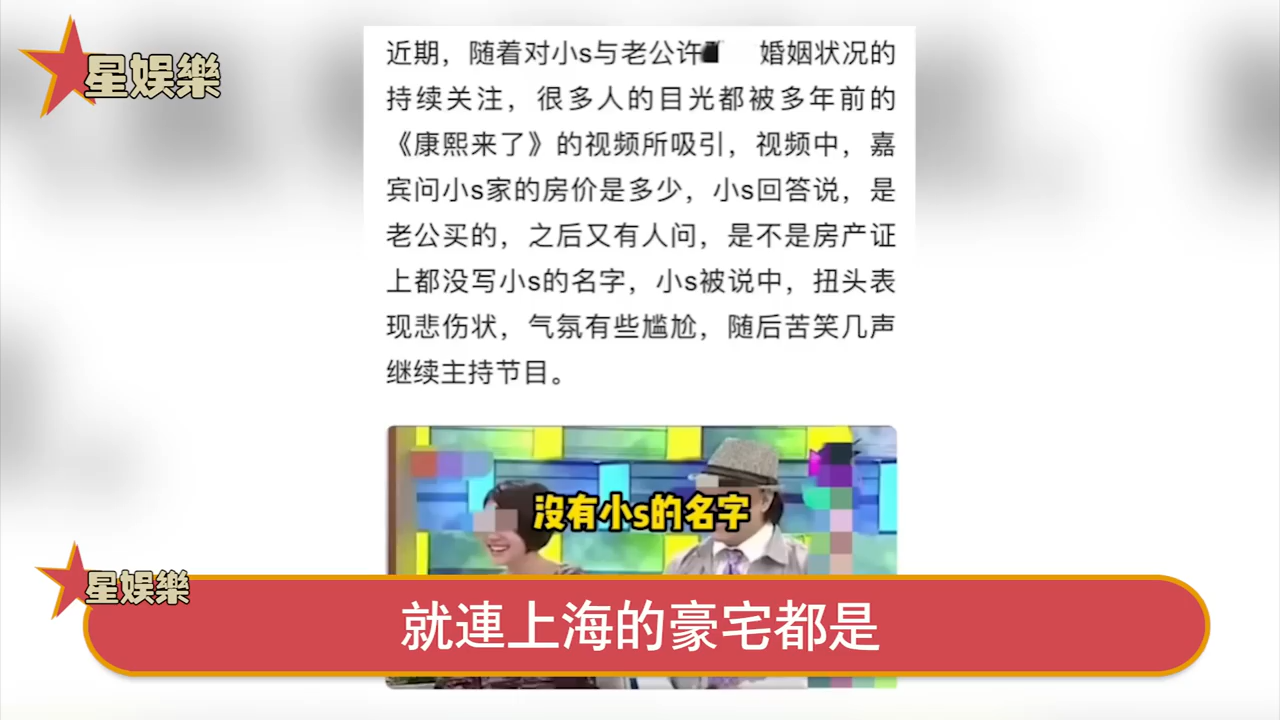 星娱樂
近期，随着对小s与老公许 婚姻状况的
持续关注，很多人的目光都被多年前的
《康熙来了》的视频所吸引，视频中，嘉
宾问小s家的房价是多少，小s回答说，是
老公买的，之后又有人问，是不是房产证
上都没写小s的名字，小s被说中，扭头表
现悲伤状，气氛有些尴尬，随后苦笑几声
继续主持节目。
没有小s的名字
星娱樂
就連上海的豪宅都是